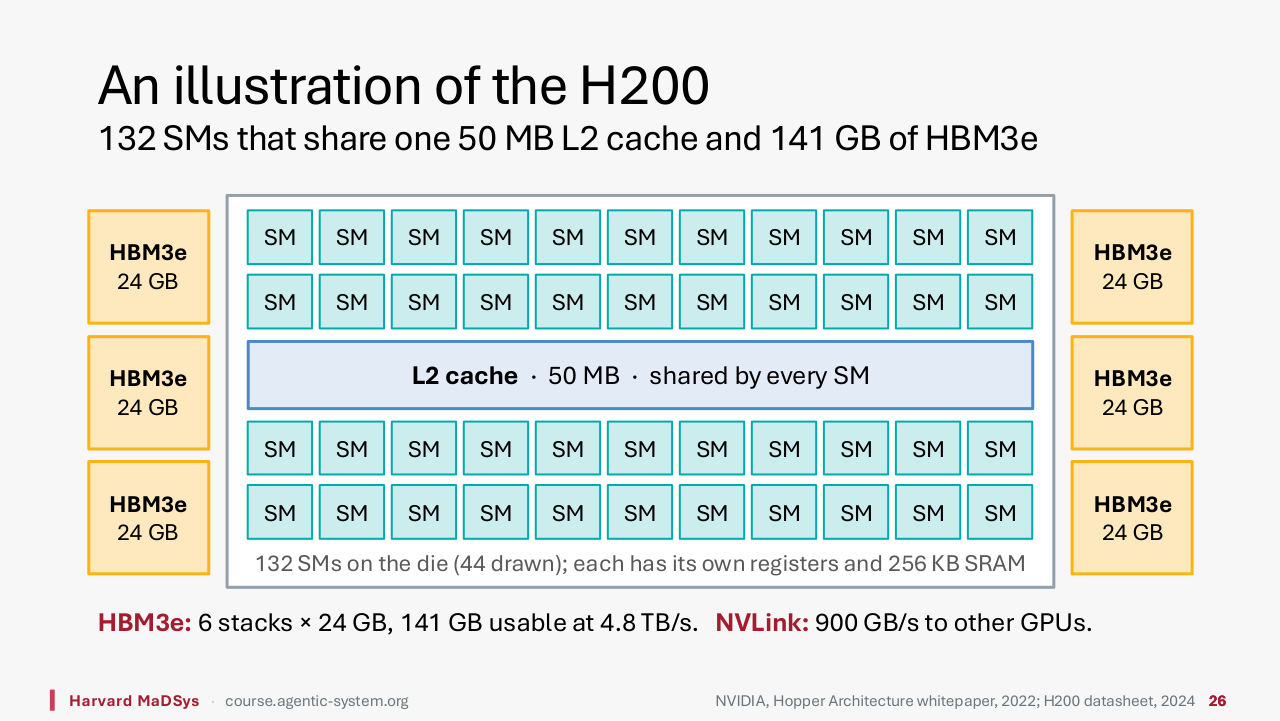 An illustration of the H200
132 SMs that share one 50 MB L2 cache and 141 GB of HBM3e
HBM3e
24 GB
HBM3e
24 GB
HBM3e
24 GB
SM SM SM SM SM SM SM SM SM SM SM
SM SM SM SM SM SM SM SM SM SM SM
L2 cache · 50 MB · shared by every SM
SM SM SM SM SM SM SM SM SM SM SM
SM SM SM SM SM SM SM SM SM SM SM
132 SMs on the die (44 drawn); each has its own registers and 256 KB SRAM
HBM3e
24 GB
HBM3e
24 GB
HBM3e
24 GB
HBM3e: 6 stacks × 24 GB, 141 GB usable at 4.8 TB/s. NVLink: 900 GB/s to other GPUs.
Harvard MaDSys · course.agentic-system.org
NVIDIA, Hopper Architecture whitepaper, 2022; H200 datasheet, 2024 26